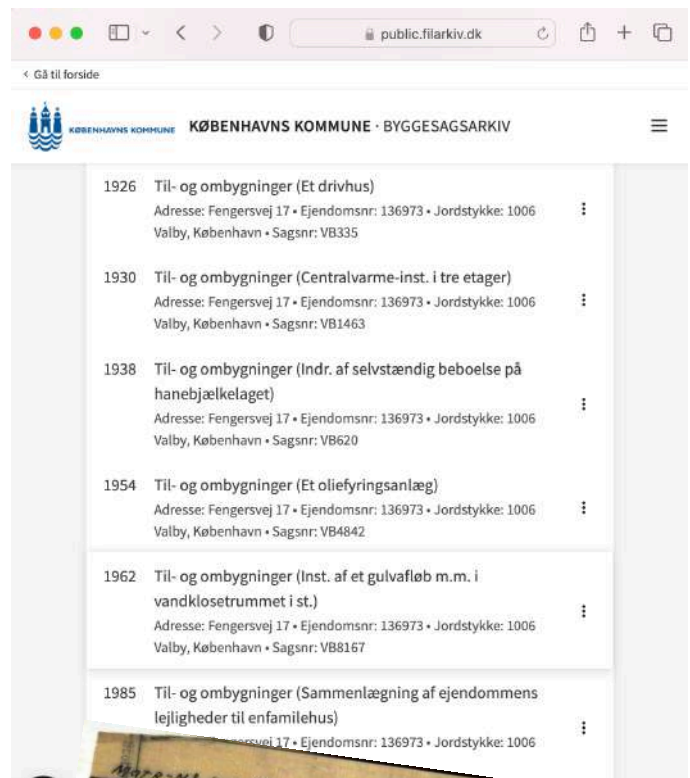 public.filarkiv.dk
< Gå til forside
KØBENHAVNS KOMMUNE
KØBENHAVNS KOMMUNE · BYGGESAGSARKIV
1926 Til- og ombygninger (Et drivhus)
Adresse: Fengersvej 17 • Ejendomsnr: 136973 • Jordstykke: 1006
Valby, København • Sagsnr: VB335
1930 Til- og ombygninger (Centralvarme-inst. i tre etager)
Adresse: Fengersvej 17 • Ejendomsnr: 136973 • Jordstykke: 1006
Valby, København • Sagsnr: VB1463
1938 Til- og ombygninger (Indr. af selvstændig beboelse på
hanebjælkelaget)
Adresse: Fengersvej 17 • Ejendomsnr: 136973 • Jordstykke: 1006
Valby, København • Sagsnr: VB620
1954 Til- og ombygninger (Et oliefyringsanlæg)
Adresse: Fengersvej 17 • Ejendomsnr: 136973 • Jordstykke: 1006
Valby, København • Sagsnr: VB4842
1962 Til- og ombygninger (Inst. af et gulvafløb m.m. i
vandklosetrummet i st.)
Adresse: Fengersvej 17 • Ejendomsnr: 136973 • Jordstykke: 1006
Valby, København • Sagsnr: VB8167
1985 Til- og ombygninger (Sammenlægning af ejendommens
lejligheder til enfamilehus)
17 • Ejendomsnr: 136973 • Jordstykke: 1006